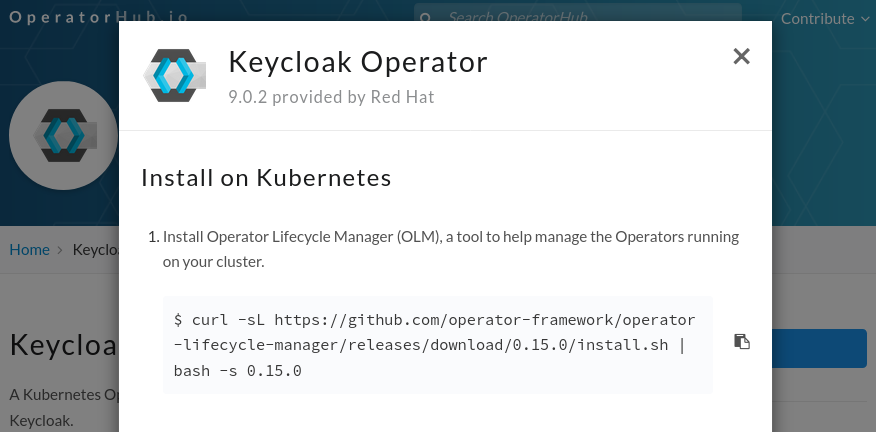 OperatorHub.io
Search OperatorHub
Contribute
Keycloak Operator
9.0.2 provided by Red Hat
Install on Kubernetes
1. Install Operator Lifecycle Manager (OLM), a tool to help manage the Operators running
on your cluster.
$ curl -sL https://github.com/operator-framework/operator
-lifecycle-manager/releases/download/0.15.0/install.sh |
bash -s 0.15.0
Home > Keyclo
Keycloa
A Kubernetes Op
Keycloak.